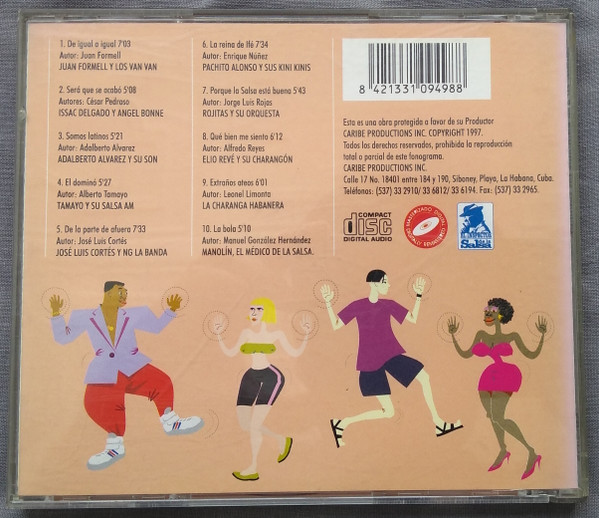 1. De igual a igual 7'03
Autor: Juan Formell
JUAN FORMELL Y LOS VAN VAN
2. Será que se acabó 5'08
Autores: César Pedroso
ISSAC DELGADO Y ANGEL BONNE
3. Somos latinos 5'21
Autor: Adalberto Alvarez
ADALBERTO ALVAREZ Y SU SON
4. El dominó 5'27
Autor: Alberto Tamayo
TAMAYO Y SU SALSA AM
5. De la parte de afuera 7'33
Autor: José Luis Cortés
JOSÉ LUIS CORTÉS Y NG LA BANDA
6. La reina de Ifé 7'34
Autor: Enrique Núñez
PACHITO ALONSO Y SUS KINI KINIS
7. Porque la Salsa está buena 5'43
Autor: Jorge Luis Rojas
ROJITAS Y SU ORQUESTA
8. Qué bien me siento 6'12
Autor: Alfredo Reyes
ELIO REVÉ Y SU CHARANGÓN
9. Extraños ateos 6'01
Autor: Leonel Limonta
LA CHARANGA HABANERA
10. La bola 5'10
Autor: Manuel González Hernández
MANOLÍN, EL MÉDICO DE LA SALSA.
8 421331 094988
Esta es una obra protegida a favor de su Productor
CARIBE PRODUCTIONS INC. COPYRIGHT 1997.
Todos los derechos reservados, prohibida la reproducción
total o parcial de este fonograma.
CARIBE PRODUCTIONS INC.
Calle 17 No. 18401 entre 184 y 190, Siboney, Playa, La Habana, Cuba.
Teléfonos: (537) 33 2910/ 33 6812/ 33 6194. Fax: (537) 33 2965.
COMPACT
disc
DIGITAL AUDIO
Salsa